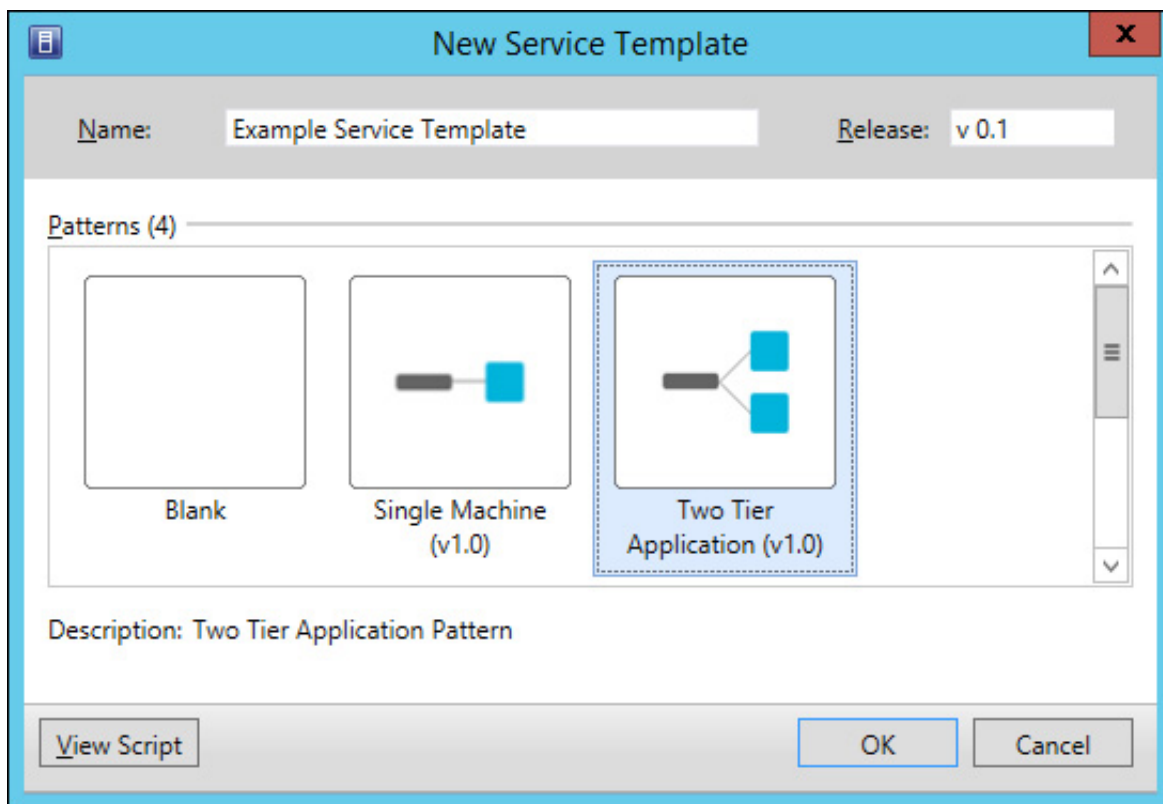 New Service Template
Name: Example Service Template Release: v 0.1
Patterns (4)
Blank
Single Machine
(v1.0)
Two Tier
Application (v1.0)
Description: Two Tier Application Pattern
View Script OK Cancel